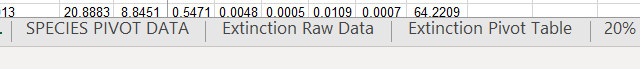 013 20.8883 8.8451 0.5471 0.0048 0.0005 0.0109 0.0007 64.2209
SPECIES PIVOT DATA | Extinction Raw Data | Extinction Pivot Table | 20%